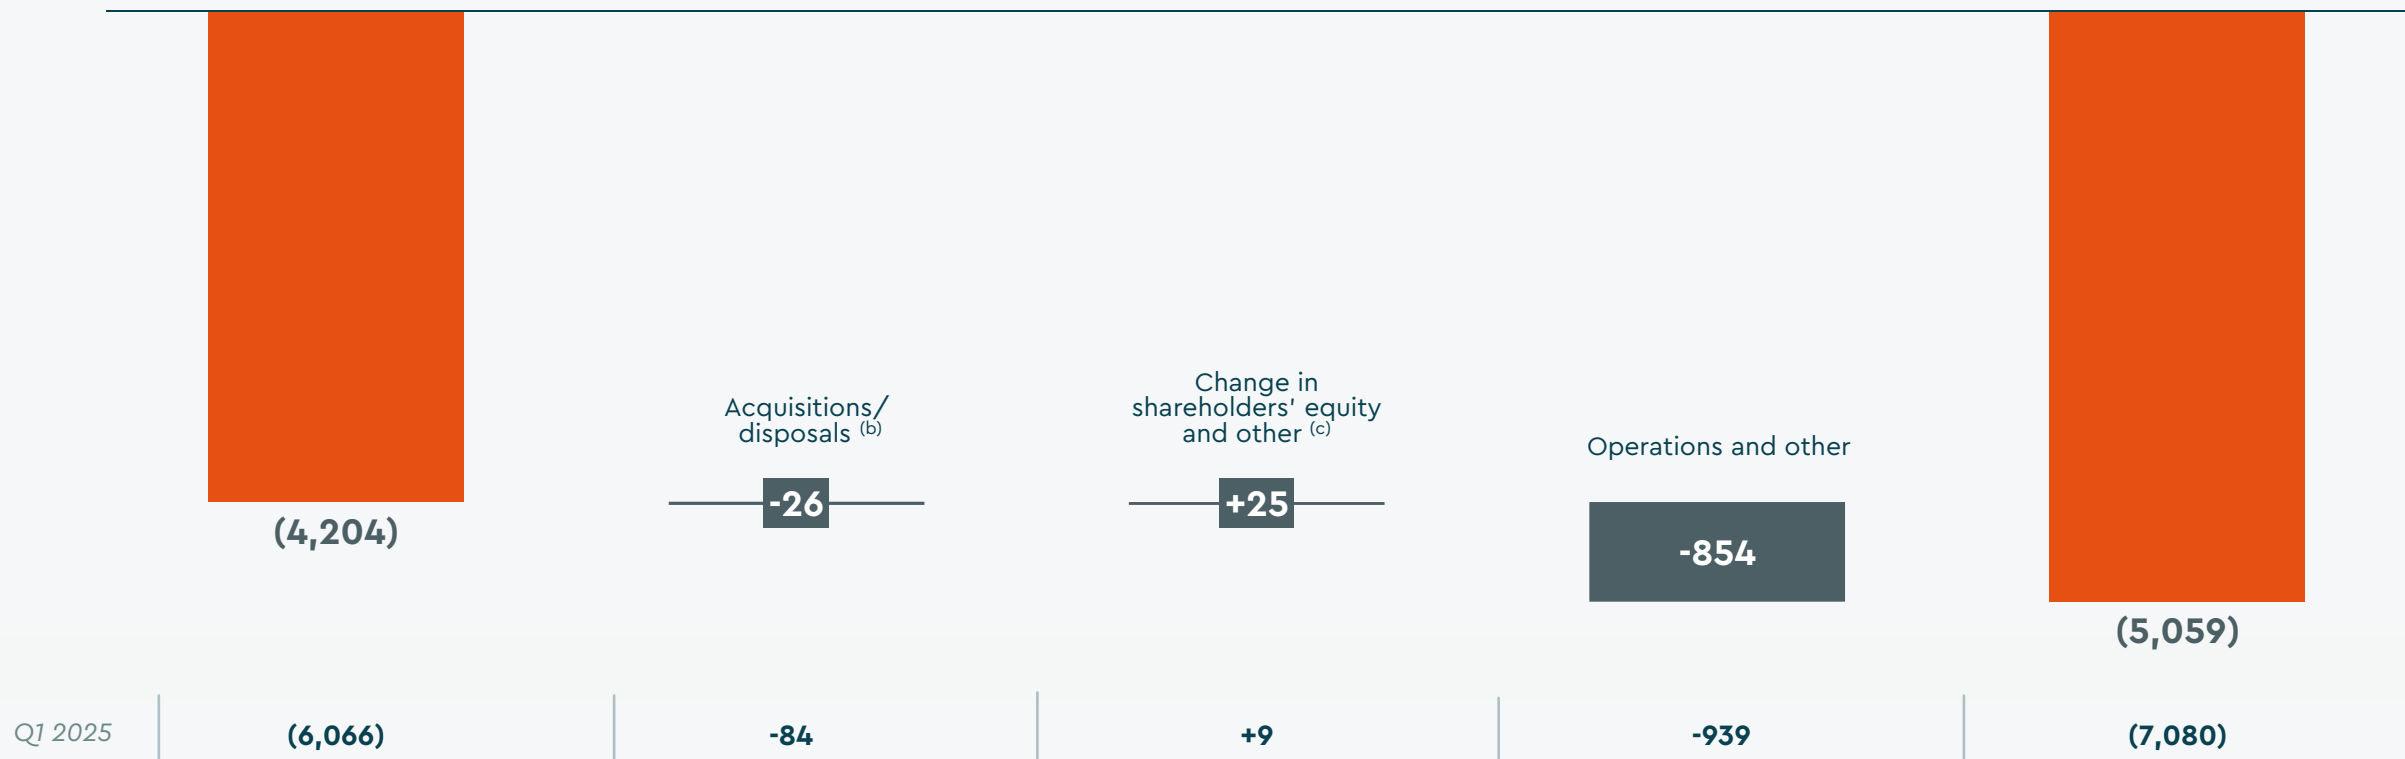 Acquisitions/
disposals (b)
Change in
shareholders' equity
and other (c)
Operations and other
(4,204)
-26
+25
-854
(5,059)
Q1 2025 (6,066) -84 +9 -939 (7,080)